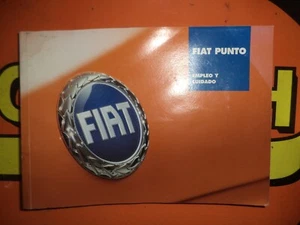 FIAT PUNTO
EMPLEO Y
CUIDADO
FIAT